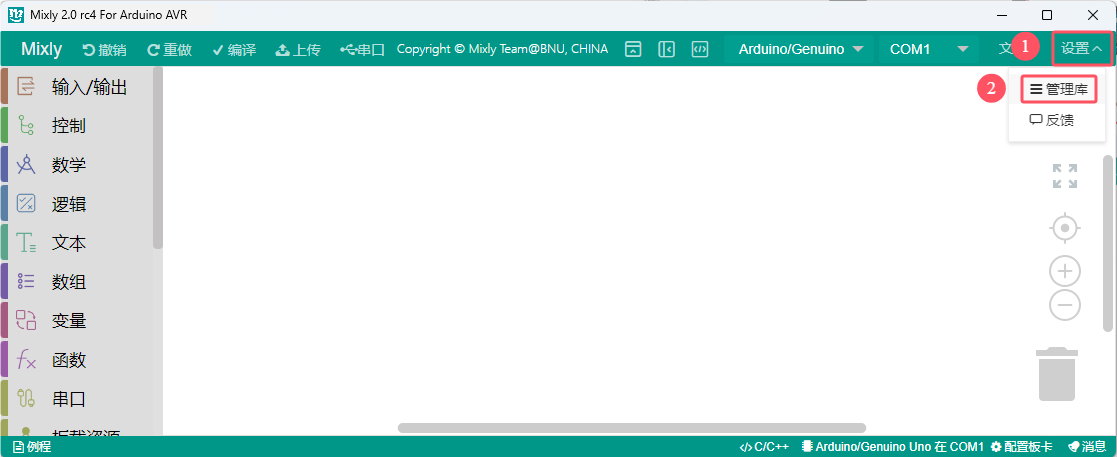 Mixly 2.0 rc4 For Arduino AVR
Mixly 撤销 重做 编译 上传 串口 Copyright © Mixly Team@BNU, CHINA Arduino/Genuino COM1 文 1 设置
2 管理库
反馈
输入/输出
控制
数学
逻辑
文本
数组
变量
函数
串口
例程 C/C++ Arduino/Genuino Uno 在 COM1 配置板卡 消息